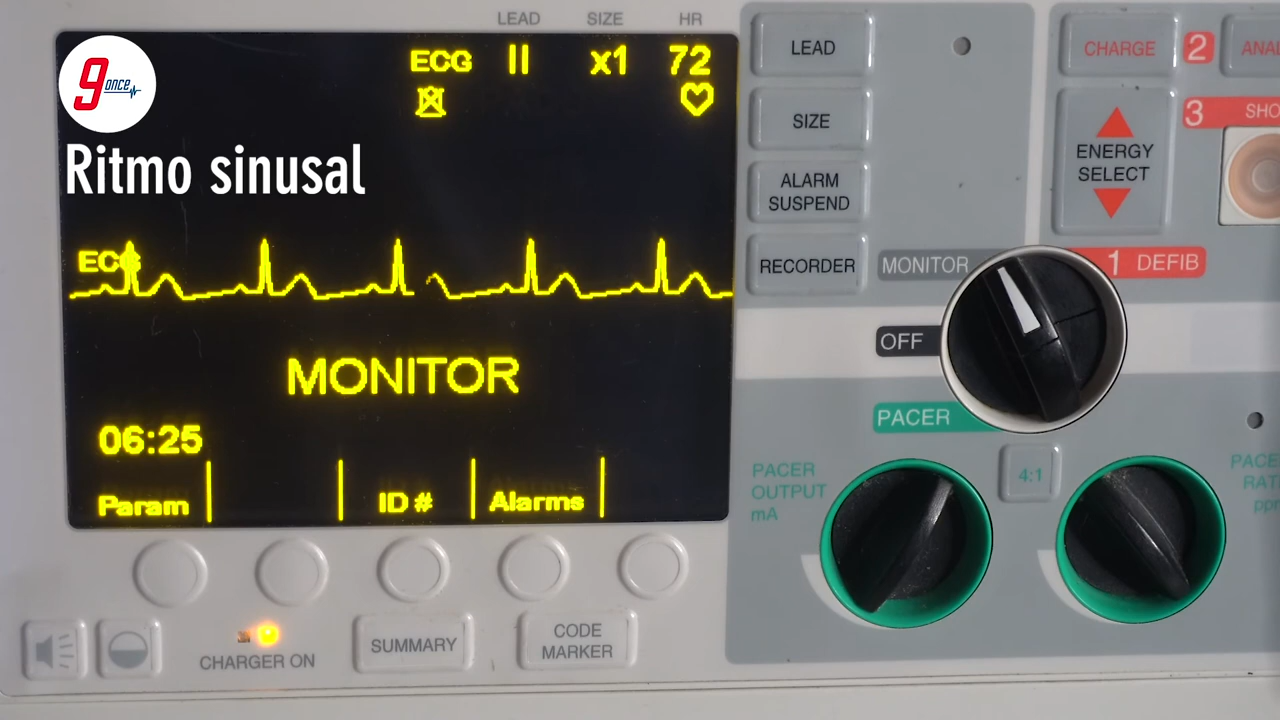 LEAD SIZE HR
ECG II x1 72
9once
Ritmo sinusal
ECG
MONITOR
06:25
Param ID # Alarms
CHARGER ON
SUMMARY
CODE
MARKER
LEAD
SIZE
ALARM
SUSPEND
RECORDER
CHARGE 2
3
ENERGY
SELECT
MONITOR
1 DEFIB
OFF
PACER
PACER
OUTPUT
mA
4:1